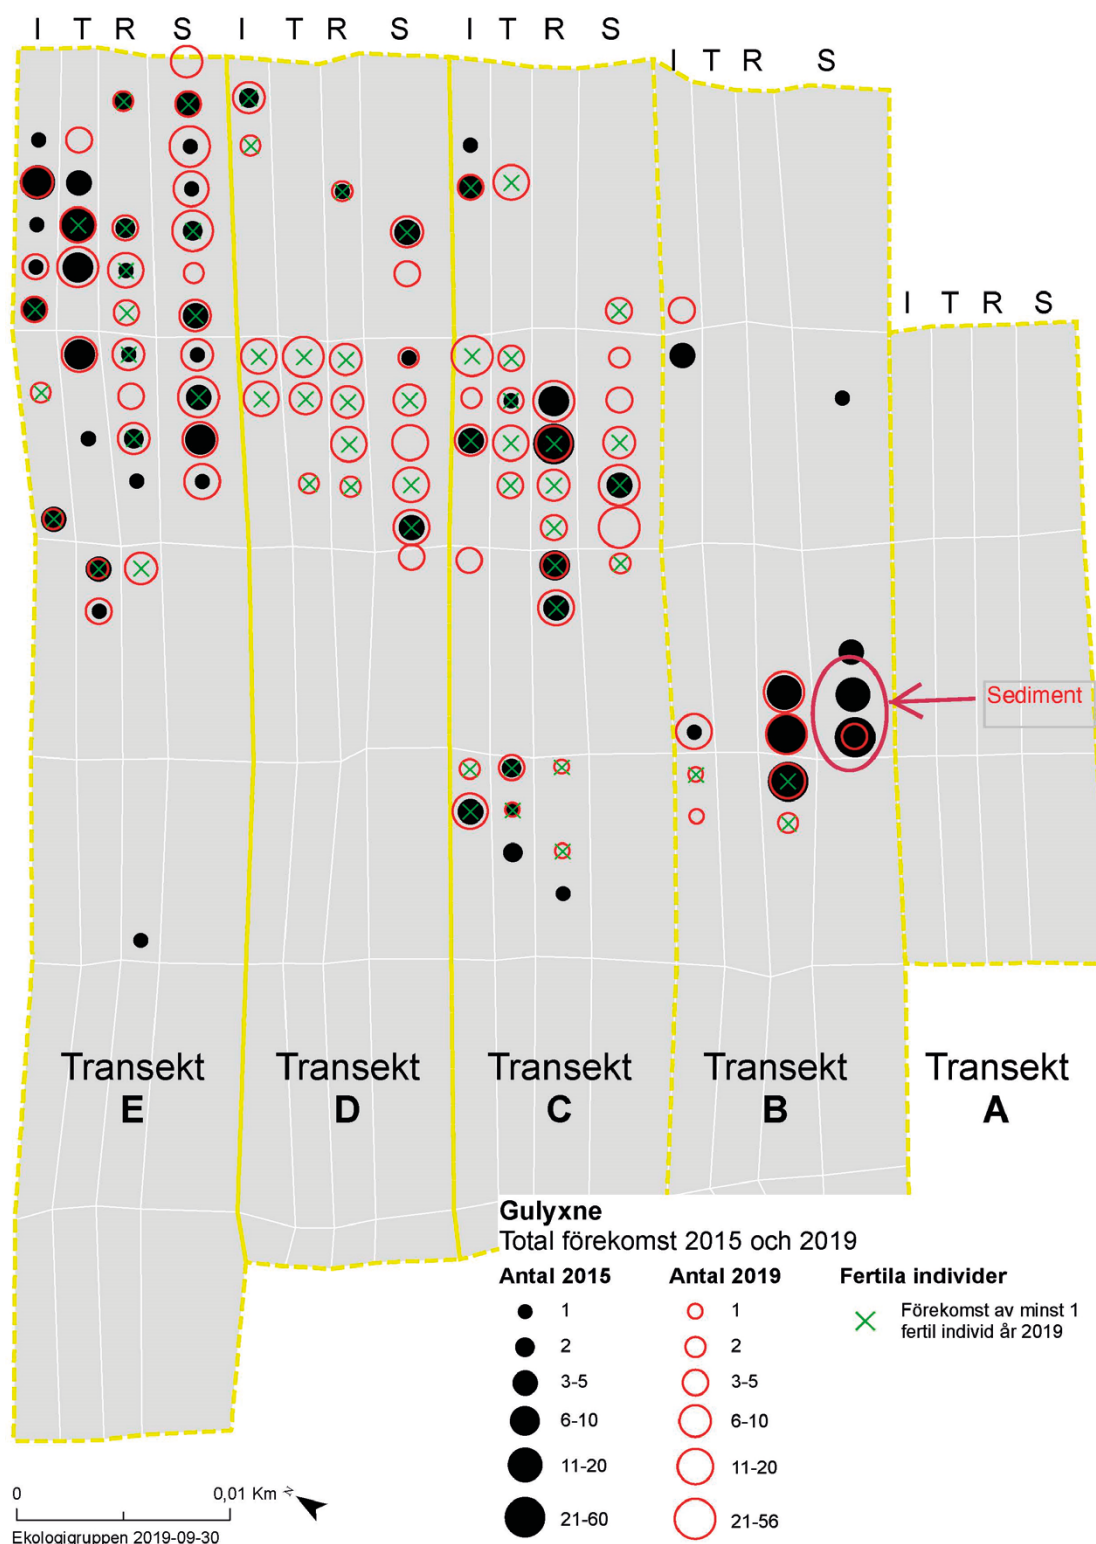 I T R S I T R S I T R S
I T R S
I T R S
Sediment
Transekt Transekt Transekt Transekt Transekt
E D C B A
Gulyxne
Total förekomst 2015 och 2019
Antal 2015 Antal 2019 Fertila individer
1 1 Förekomst av minst 1
fertil individ år 2019
2 2
3-5 3-5
6-10 6-10
11-20 11-20
21-60 21-56
0 0,01 Km
Ekologigruppen 2019-09-30